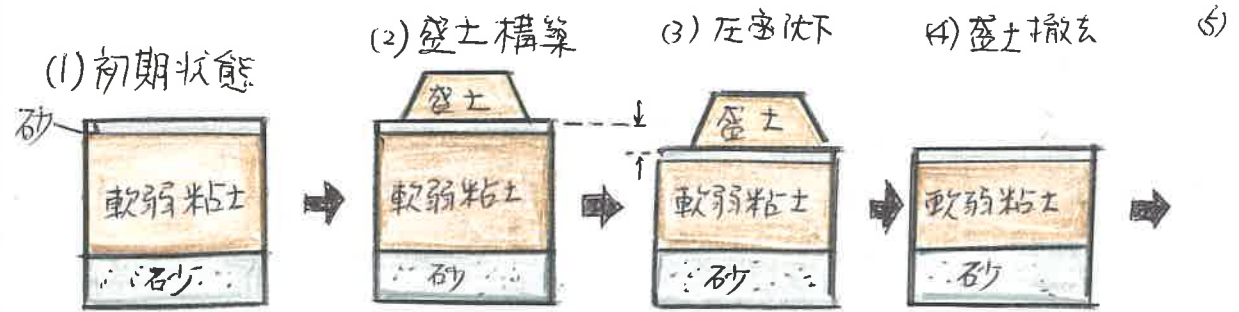 (1)初期状態
砂
軟弱粘土
砂
(2)盛土構築
盛土
軟弱粘土
砂
(3)圧密沈下
盛土
軟弱粘土
砂
(4)盛土撤去
軟弱粘土
砂
(5)